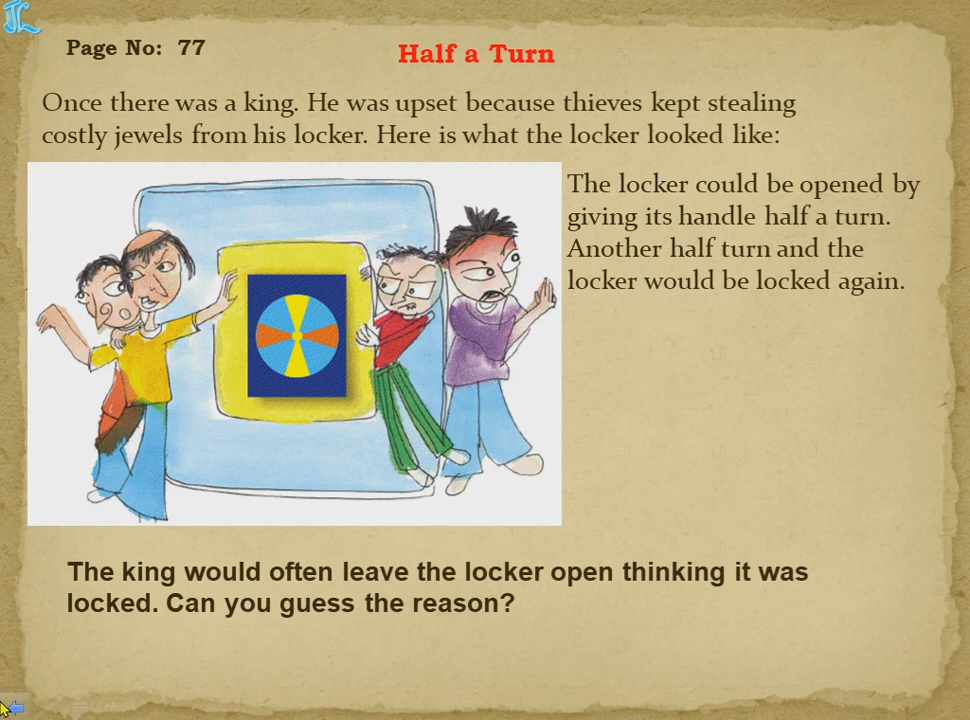 JL
Page No: 77
Half a Turn
Once there was a king. He was upset because thieves kept stealing
costly jewels from his locker. Here is what the locker looked like:
The locker could be opened by
giving its handle half a turn.
Another half turn and the
locker would be locked again.
The king would often leave the locker open thinking it was
locked. Can you guess the reason?